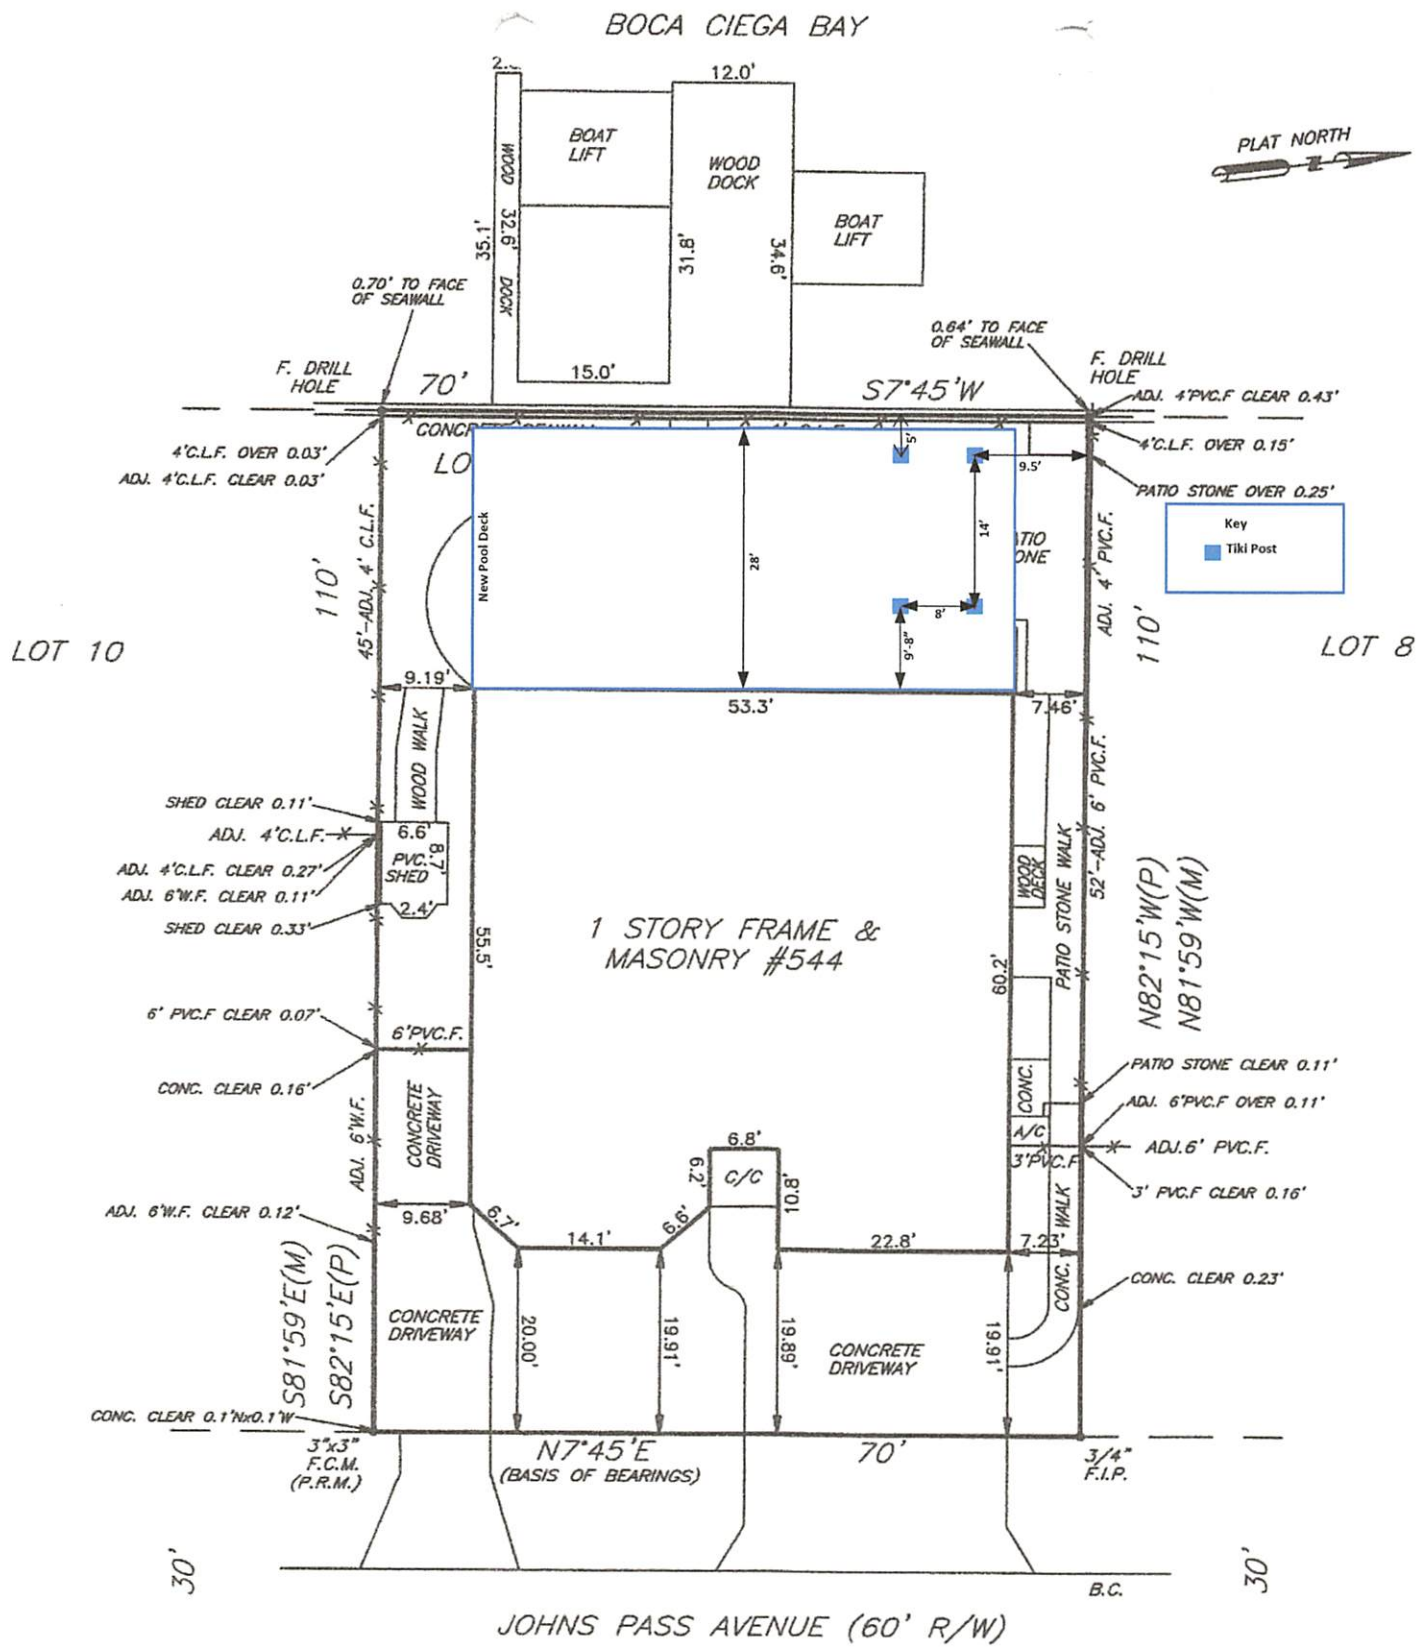 BOCA CIEGA BAY
12.0'
BOAT
LIFT
WOOD
DOCK
PLAT NORTH
WOOD DOCK
32.6'
35.1'
31.8'
34.6'
BOAT
LIFT
0.70' TO FACE
OF SEAWALL
0.64' TO FACE
OF SEAWALL
15.0'
F. DRILL
HOLE
70'
S7°45'W
F. DRILL
HOLE
ADJ. 4'PVC.F CLEAR 0.43'
4'C.L.F. OVER 0.03'
ADJ. 4'C.L.F. CLEAR 0.03'
5'
4'C.L.F. OVER 0.15'
9.5'
PATIO STONE OVER 0.25'
Key
Tiki Post
New Pool Deck
28'
14'
8'
9'-8"
45'-ADJ. 4' C.L.F.
110'
ADJ. 4' PVC.F.
110'
LOT 10
LOT 8
9.19'
53.3'
7.46'
WOOD WALK
SHED CLEAR 0.11'
ADJ. 4'C.L.F.
6.6'
8.7'
PVC.
SHED
ADJ. 4'C.L.F. CLEAR 0.27'
ADJ. 6'W.F. CLEAR 0.11'
2.4'
SHED CLEAR 0.33'
52'-ADJ. 6' PVC.F.
WOOD
DECK
PATIO STONE WALK
1 STORY FRAME &
MASONRY #544
55.5'
60.2'
N82°15'W(P)
N81°59'W(M)
6' PVC.F CLEAR 0.07'
6'PVC.F.
CONC. CLEAR 0.16'
CONCRETE
DRIVEWAY
ADJ. 6'W.F.
CONC.
A/C
3'PVC.F
PATIO STONE CLEAR 0.11'
ADJ. 6'PVC.F OVER 0.11'
ADJ.6' PVC.F.
3' PVC.F CLEAR 0.16'
6.8'
6.2'
C/C
10.8'
ADJ. 6'W.F. CLEAR 0.12'
9.68'
6.7'
14.1'
6.6'
22.8'
7.23'
CONC. WALK
CONC. CLEAR 0.23'
S81°59'E(M)
S82°15'E(P)
CONCRETE
DRIVEWAY
20.00'
19.91'
19.89'
CONCRETE
DRIVEWAY
19.91'
CONC. CLEAR 0.1'Nx0.1'W
3"x3"
F.C.M.
(P.R.M.)
N7°45'E
(BASIS OF BEARINGS)
70'
3/4"
F.I.P.
30'
30'
B.C.
JOHNS PASS AVENUE (60' R/W)